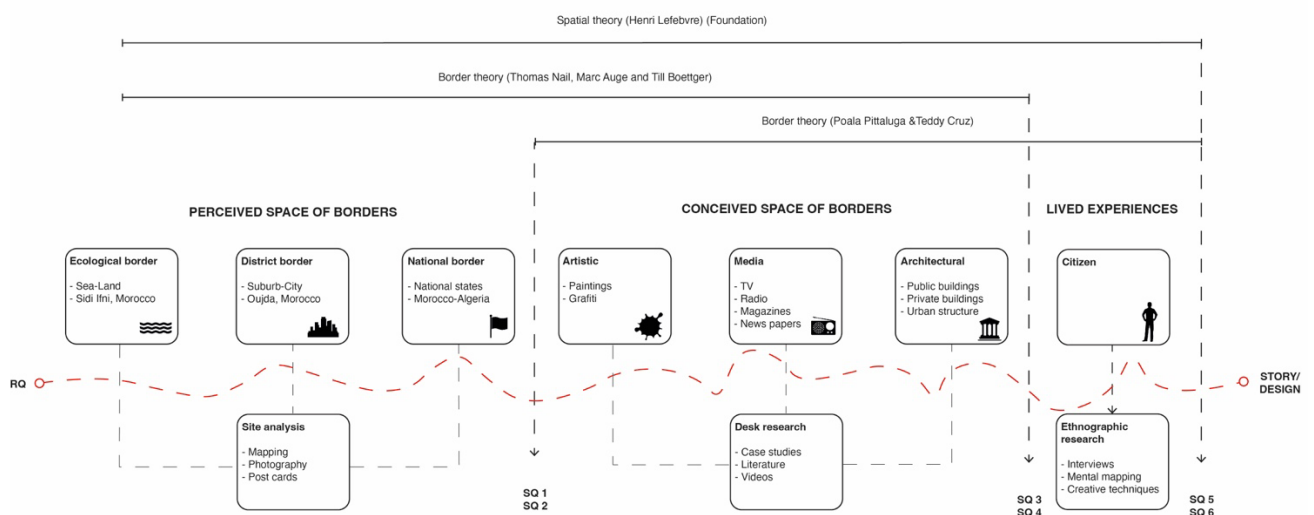 Spatial theory (Henri Lefebvre) (Foundation)
Border theory (Thomas Nail, Marc Auge and Till Boettger)
Border theory (Poala Pittaluga &Teddy Cruz)
PERCEIVED SPACE OF BORDERS
CONCEIVED SPACE OF BORDERS
LIVED EXPERIENCES
Ecological border
- Sea-Land
- Sidi Ifni, Morocco
District border
- Suburb-City
- Oujda, Morocco
National border
- National states
- Morocco-Algeria
Artistic
- Paintings
- Grafiti
Media
- TV
- Radio
- Magazines
- News papers
Architectural
- Public buildings
- Private buildings
- Urban structure
Citizen
RQ
STORY/
DESIGN
Site analysis
- Mapping
- Photography
- Post cards
Desk research
- Case studies
- Literature
- Videos
Ethnographic
research
- Interviews
- Mental mapping
- Creative techniques
SQ 1
SQ 2
SQ 3
SQ 4
SQ 5
SQ 6